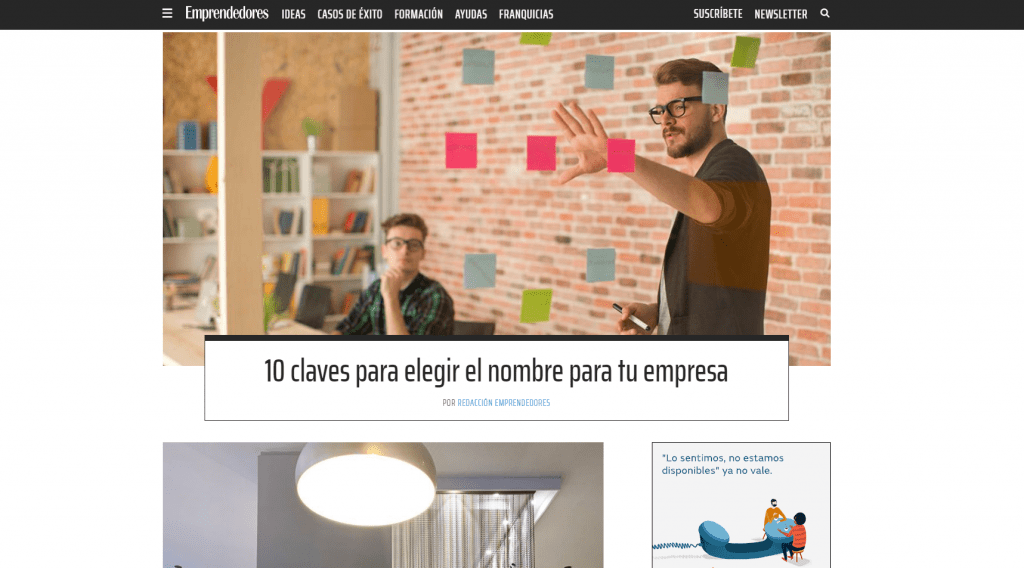 Emprendedores IDEAS CASOS DE ÉXITO FORMACIÓN AYUDAS FRANQUICIAS SUSCRÍBETE NEWSLETTER
10 claves para elegir el nombre para tu empresa
POR REDACCIÓN EMPRENDEDORES
"Lo sentimos, no estamos
disponibles" ya no vale.